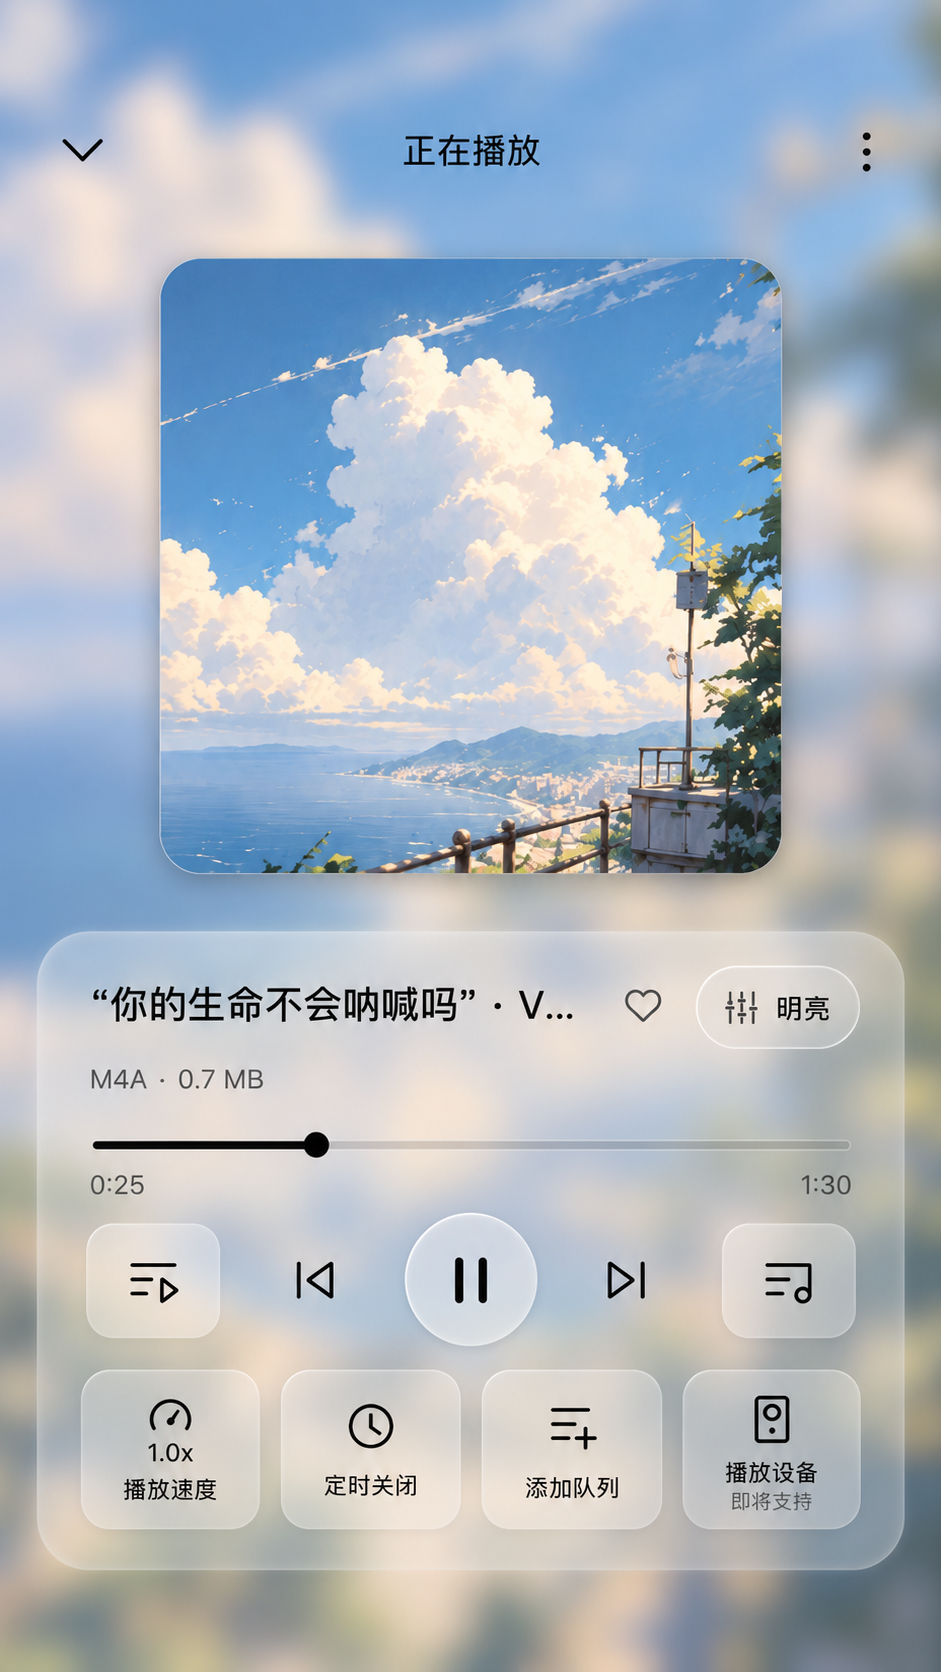 正在播放
“你的生命不会呐喊吗” · V...
明亮
M4A · 0.7 MB
0:25
1:30
1.0x
播放速度
定时关闭
添加队列
播放设备
即将支持